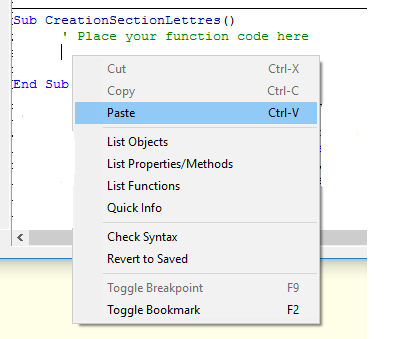 Sub CreationSectionLettres()
' Place your function code here
End Sub
Cut Ctrl-X
Copy Ctrl-C
Paste Ctrl-V
List Objects
List Properties/Methods
List Functions
Quick Info
Check Syntax
Revert to Saved
Toggle Breakpoint F9
Toggle Bookmark F2